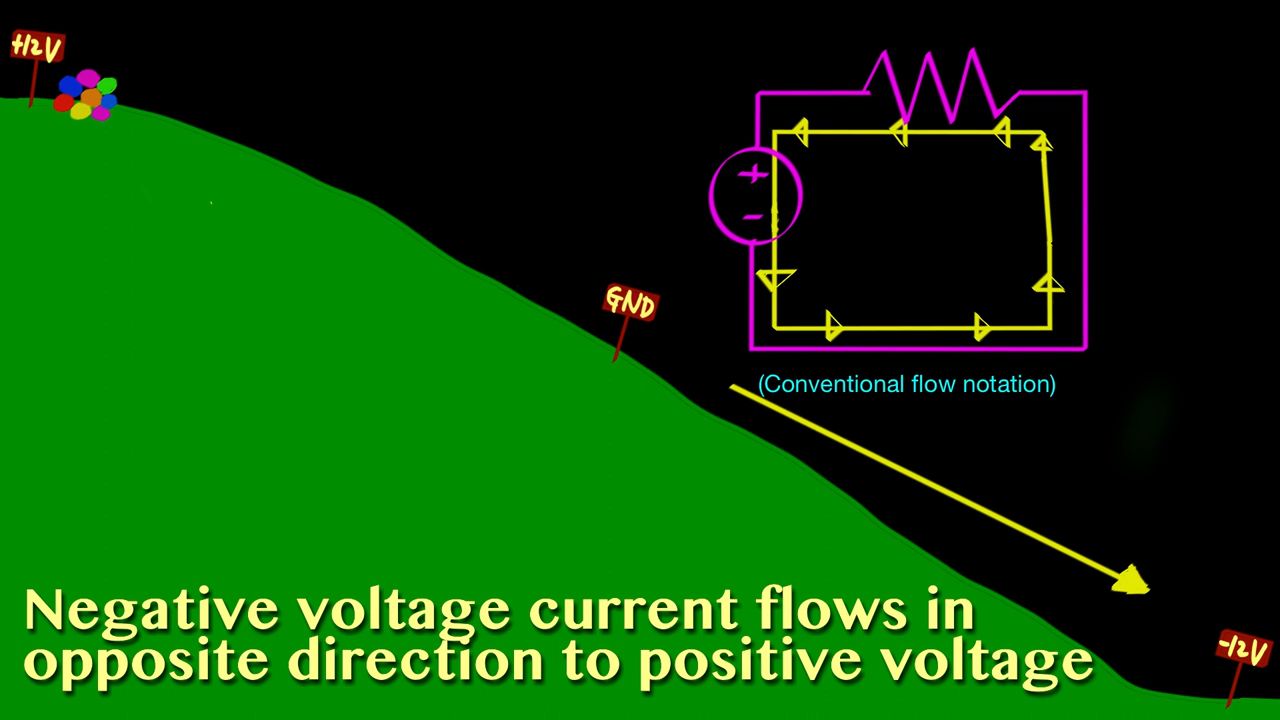 +12V
+
-
GND
(Conventional flow notation)
Negative voltage current flows in
opposite direction to positive voltage
-12V